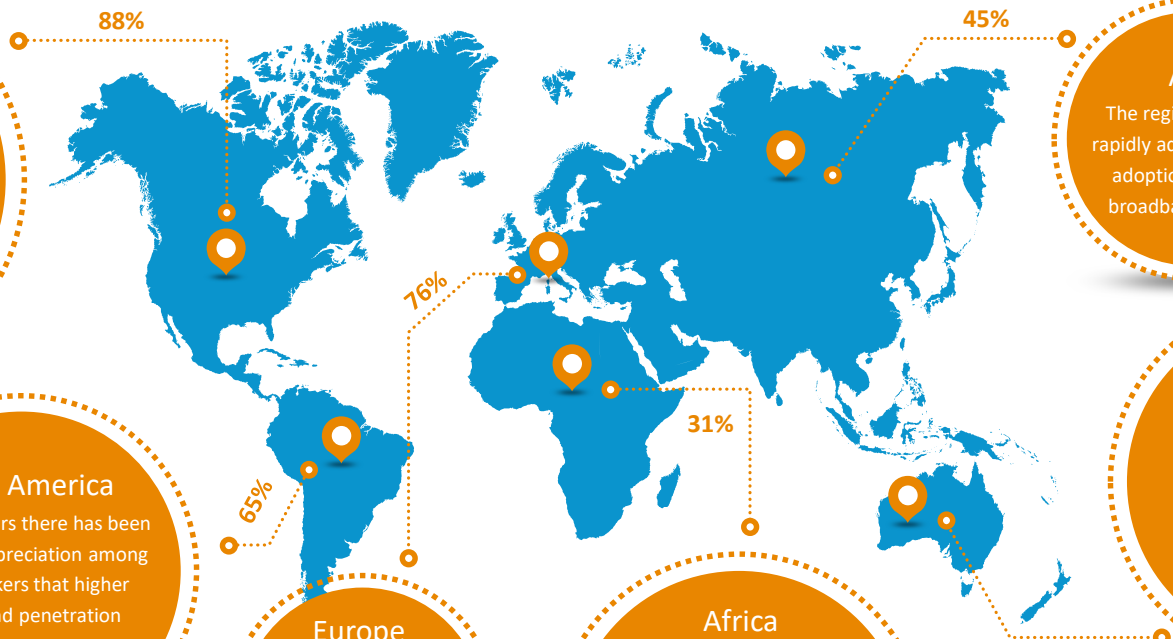 88%
45%
The reg
rapidly ad
adoptio
broadba
76%
31%
65%
America
rs there has been
preciation among
kers that higher
nd penetration
Europe
Africa